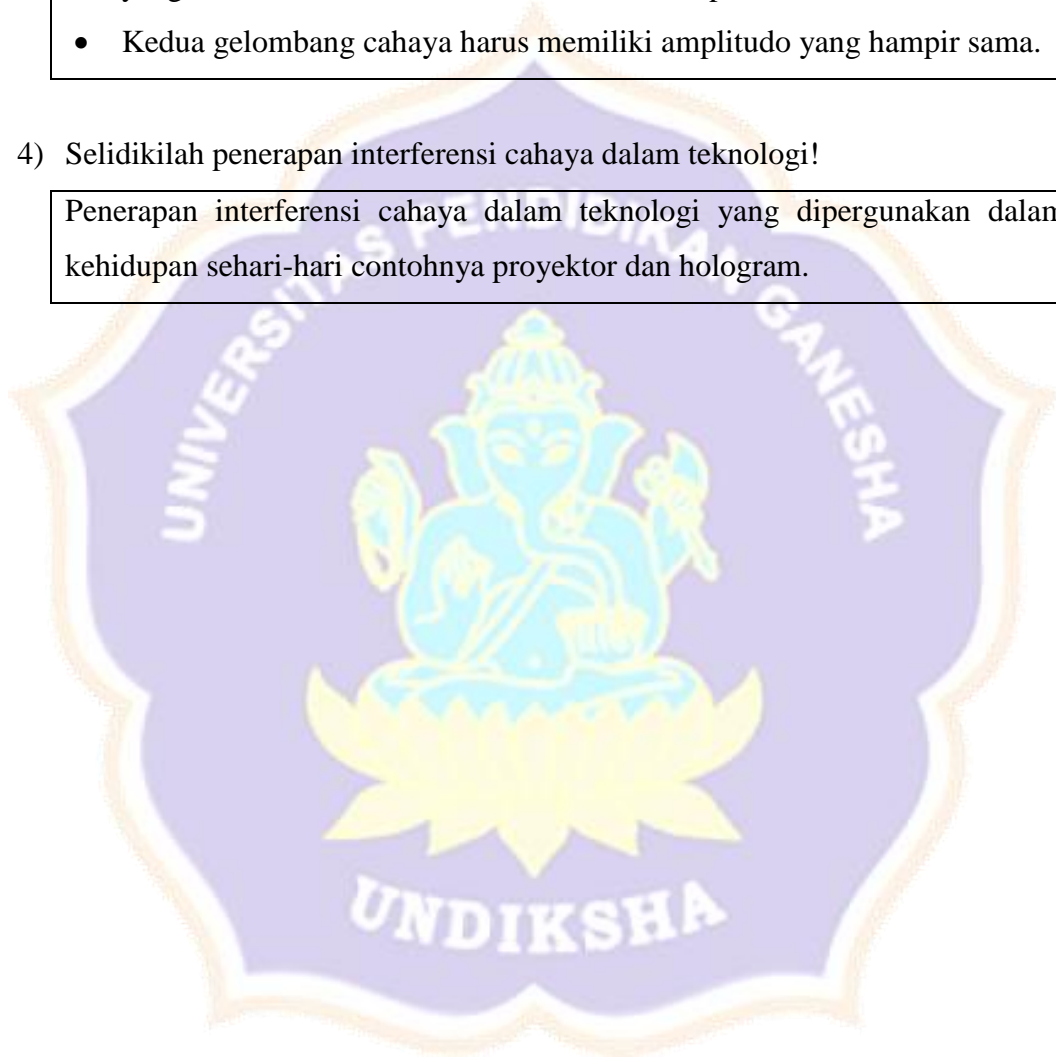 • Kedua gelombang cahaya harus memiliki amplitudo yang hampir sama.
4) Selidikilah penerapan interferensi cahaya dalam teknologi!
Penerapan interferensi cahaya dalam teknologi yang dipergunakan dalam
kehidupan sehari-hari contohnya proyektor dan hologram.
UNIVERSITAS PENDIDIKAN GANESHA
UNDIKSHA